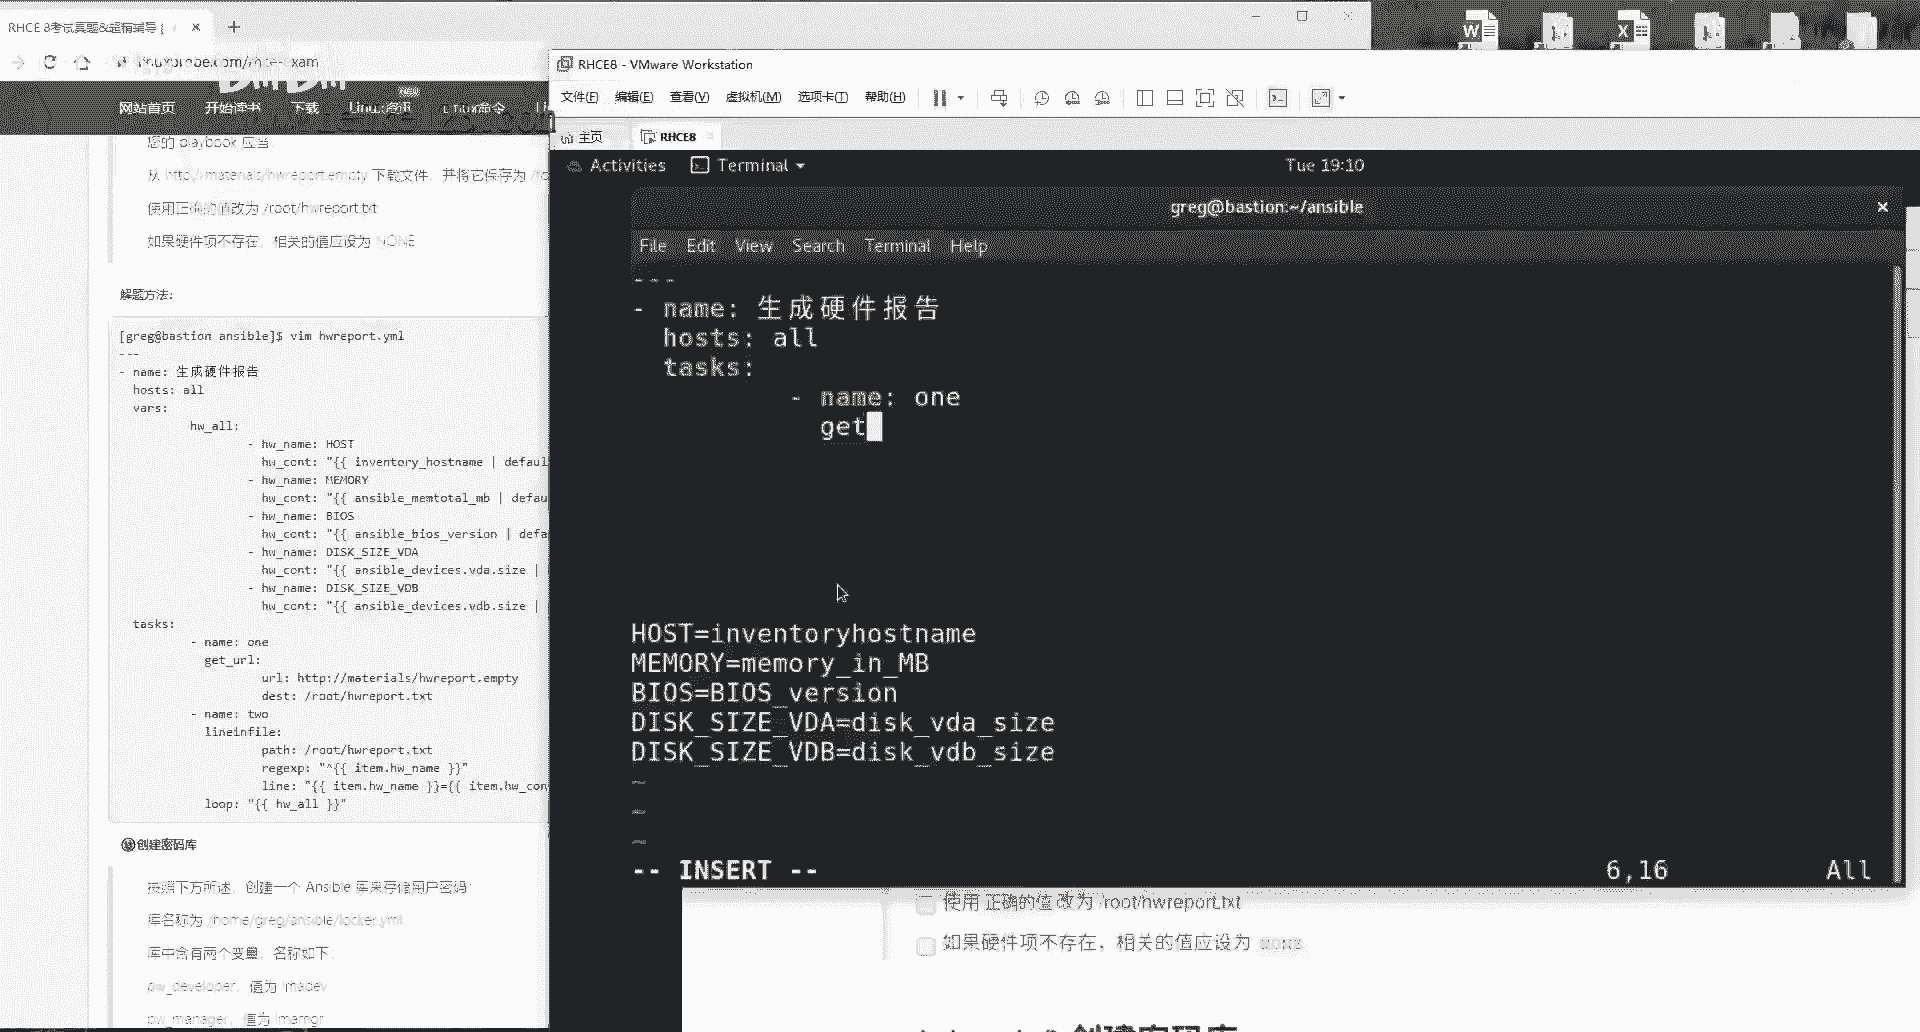 RHCE 8考试真题&超精辅导
linuxprobe.com/rhce-exam
网站首页 开始读书 下载 Linux资讯 Linux命令
NEW
您的 playbook 应当
从 http://materials/hwreport.empty 下载文件，并将它保存为
使用正确的值改为 /root/hwreport.txt
如果硬件项不存在，相关的值应设为 NONE
解题方法:
[greg@bastion ansible]$ vim hwreport.yml
---
- name: 生成硬件报告
hosts: all
vars:
hw_all:
- hw_name: HOST
hw_cont: "{{ inventory_hostname | defaul
- hw_name: MEMORY
hw_cont: "{{ ansible_memtotal_mb | defau
- hw_name: BIOS
hw_cont: "{{ ansible_bios_version | defa
- hw_name: DISK_SIZE_VDA
hw_cont: "{{ ansible_devices.vda.size |
- hw_name: DISK_SIZE_VDB
hw_cont: "{{ ansible_devices.vdb.size |
tasks:
- name: one
get_url:
url: http://materials/hwreport.empty
dest: /root/hwreport.txt
- name: two
lineinfile:
path: /root/hwreport.txt
regexp: "^{{ item.hw_name }}"
line: "{{ item.hw_name }}={{ item.hw_con
loop: "{{ hw_all }}"
创建密码库
按照下方所述，创建一个 Ansible 库来存储用户密码：
库名称为 /home/greg/ansible/locker.yml
库中含有两个变量，名称如下：
pw_developer，值为 Imadev
pw_manager，值为 Imamgr
RHCE8 - VMware Workstation
文件(F) 编辑(E) 查看(V) 虚拟机(M) 选项卡(T) 帮助(H)
主页 RHCE8
Activities Terminal Tue 19:10
greg@bastion:~/ansible
File Edit View Search Terminal Help
---
- name: 生成硬件报告
hosts: all
tasks:
- name: one
get
HOST=inventoryhostname
MEMORY=memory_in_MB
BIOS=BIOS_version
DISK_SIZE_VDA=disk_vda_size
DISK_SIZE_VDB=disk_vdb_size
~
~
~
-- INSERT -- 6,16 All
使用 正确的值 改为 /root/hwreport.txt
如果硬件项不存在，相关的值应设为 NONE